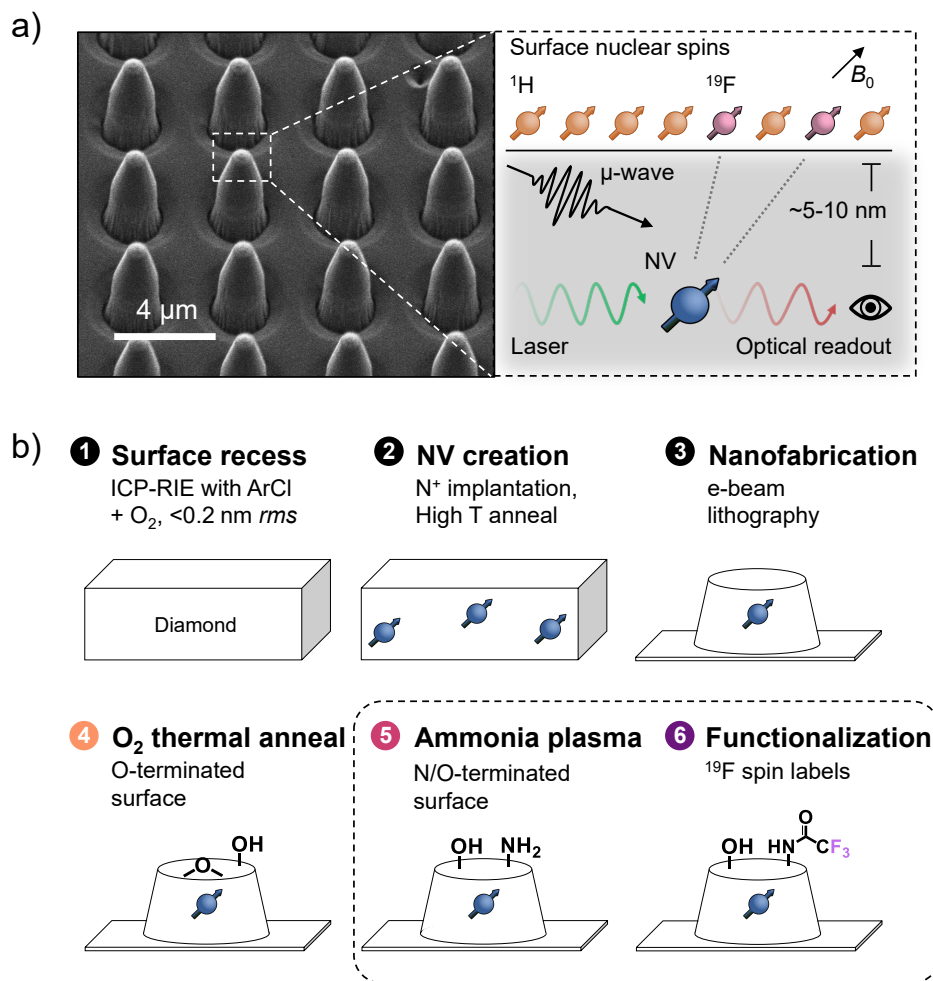 a)
4 μm
Surface nuclear spins
¹H
¹⁹F
B₀
μ-wave
~5-10 nm
NV
Laser
Optical readout
b)
1 Surface recess
ICP-RIE with ArCl
+ O₂, <0.2 nm rms
Diamond
2 NV creation
N⁺ implantation,
High T anneal
3 Nanofabrication
e-beam
lithography
4 O₂ thermal anneal
O-terminated
surface
O
OH
5 Ammonia plasma
N/O-terminated
surface
OH
NH₂
6 Functionalization
¹⁹F spin labels
OH
HN
O
CF₃